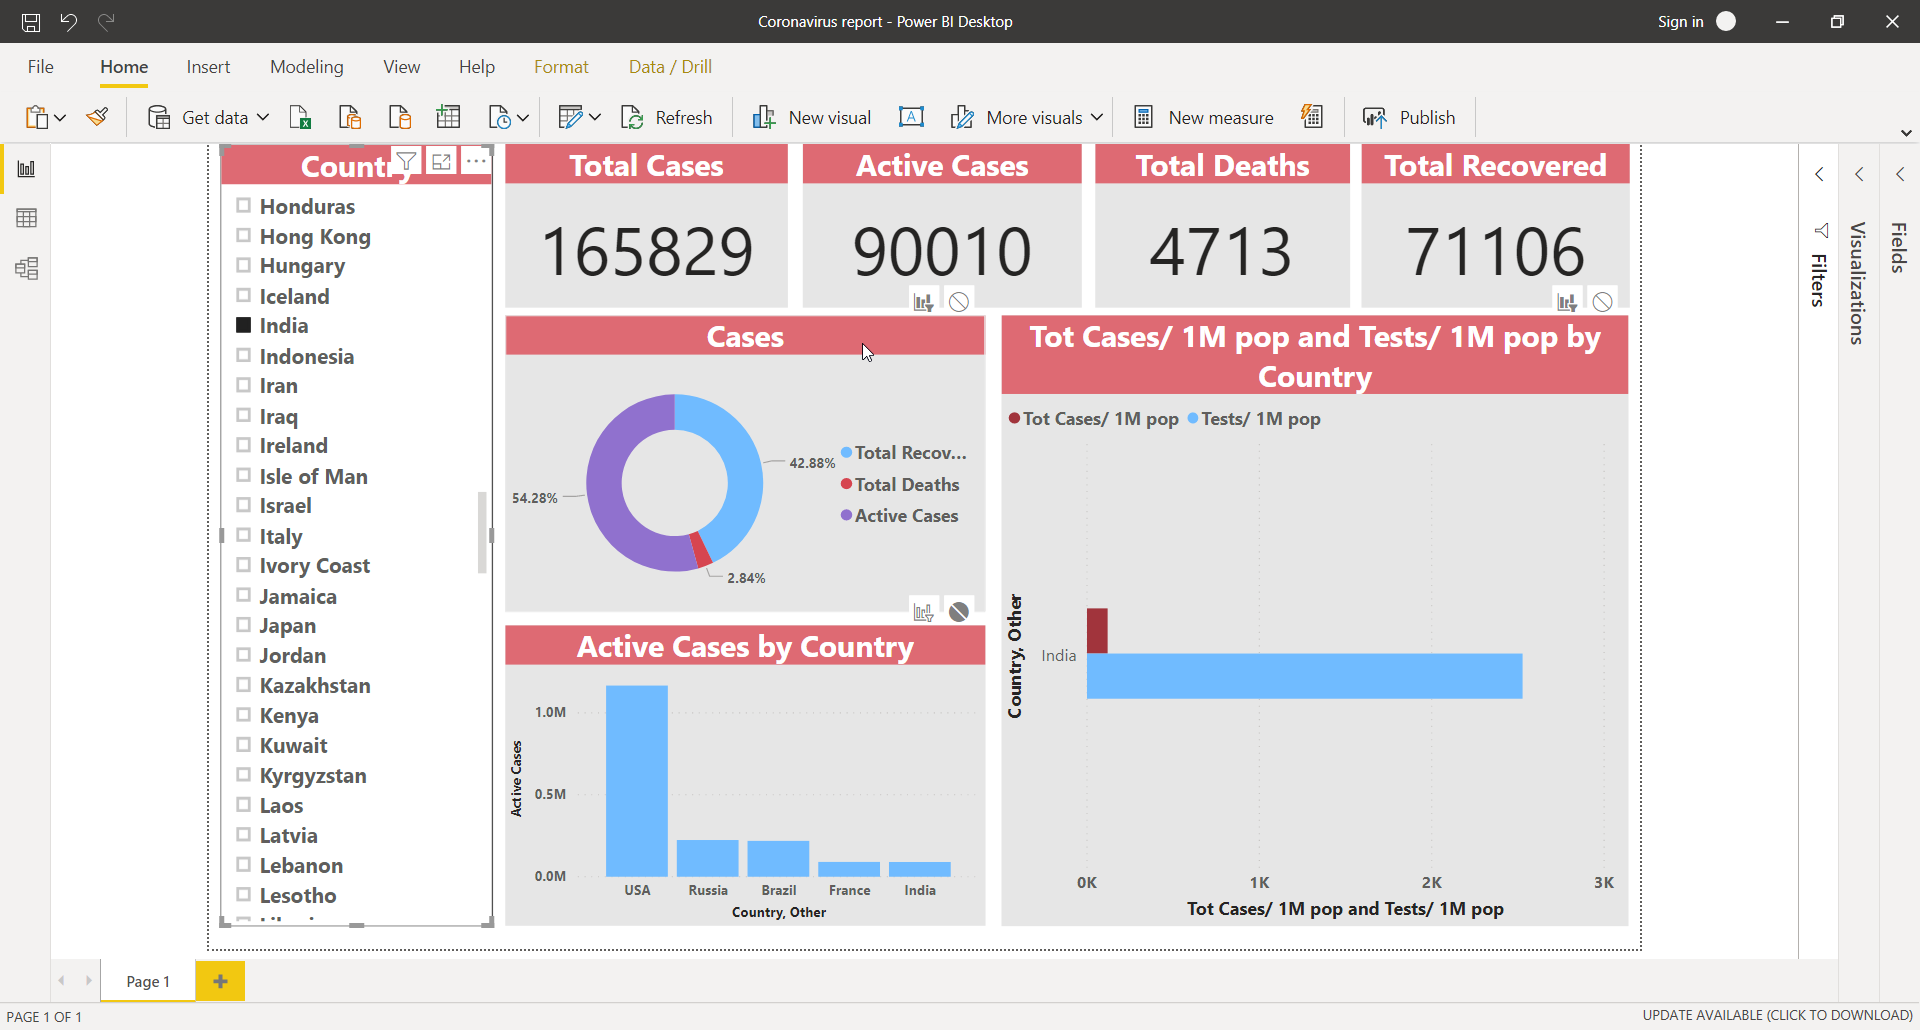 Coronavirus report - Power BI Desktop
Sign in
File Home Insert Modeling View Help Format Data / Drill
Get data Refresh New visual More visuals New measure Publish
Country
Honduras
Hong Kong
Hungary
Iceland
India
Indonesia
Iran
Iraq
Ireland
Isle of Man
Israel
Italy
Ivory Coast
Jamaica
Japan
Jordan
Kazakhstan
Kenya
Kuwait
Kyrgyzstan
Laos
Latvia
Lebanon
Lesotho
Total Cases
165829
Active Cases
90010
Total Deaths
4713
Total Recovered
71106
Cases
42.88%
54.28%
2.84%
Total Recov...
Total Deaths
Active Cases
Active Cases by Country
Active Cases
1.0M
0.5M
0.0M
USA Russia Brazil France India
Country, Other
Tot Cases/ 1M pop and Tests/ 1M pop by
Country
Tot Cases/ 1M pop Tests/ 1M pop
Country, Other
India
0K 1K 2K 3K
Tot Cases/ 1M pop and Tests/ 1M pop
Filters
Visualizations
Fields
Page 1
PAGE 1 OF 1
UPDATE AVAILABLE (CLICK TO DOWNLOAD)